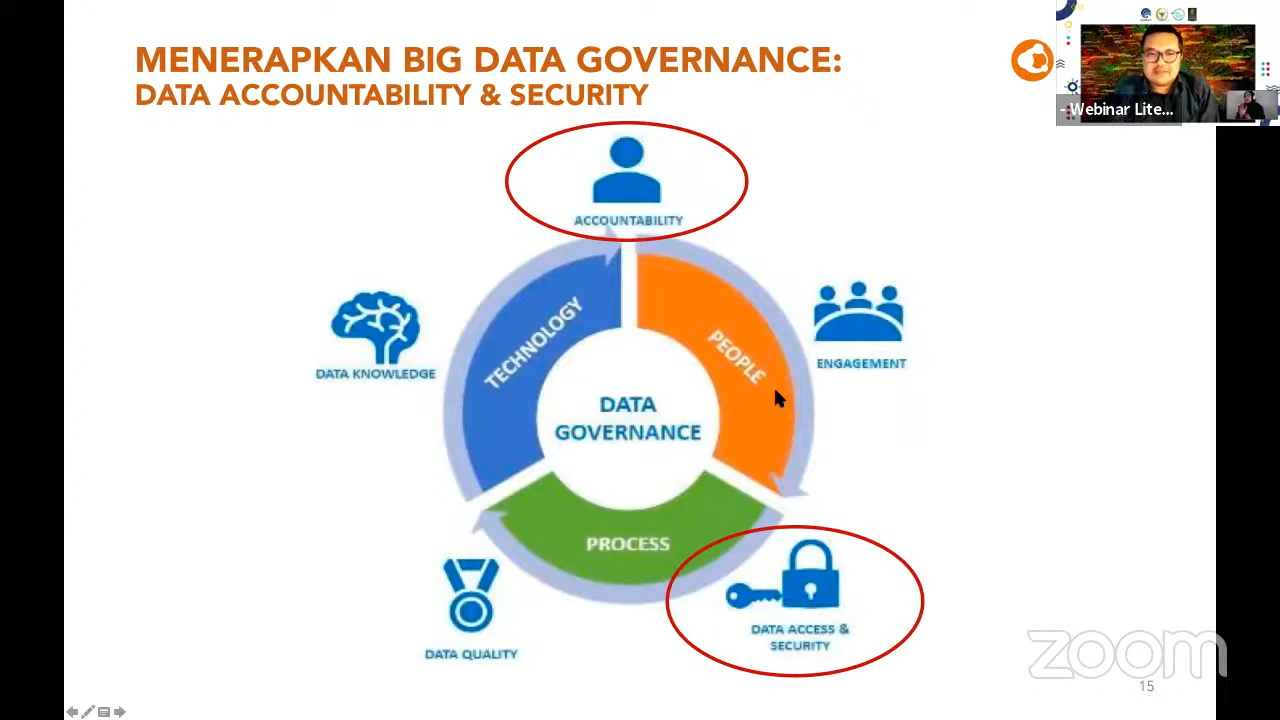 MENERAPKAN BIG DATA GOVERNANCE:
DATA ACCOUNTABILITY & SECURITY
- Webinar Lite...
ACCOUNTABILITY
TECHNOLOGY
PEOPLE
DATA KNOWLEDGE
ENGAGEMENT
DATA
GOVERNANCE
PROCESS
DATA QUALITY
DATA ACCESS &
SECURITY
zoom
15